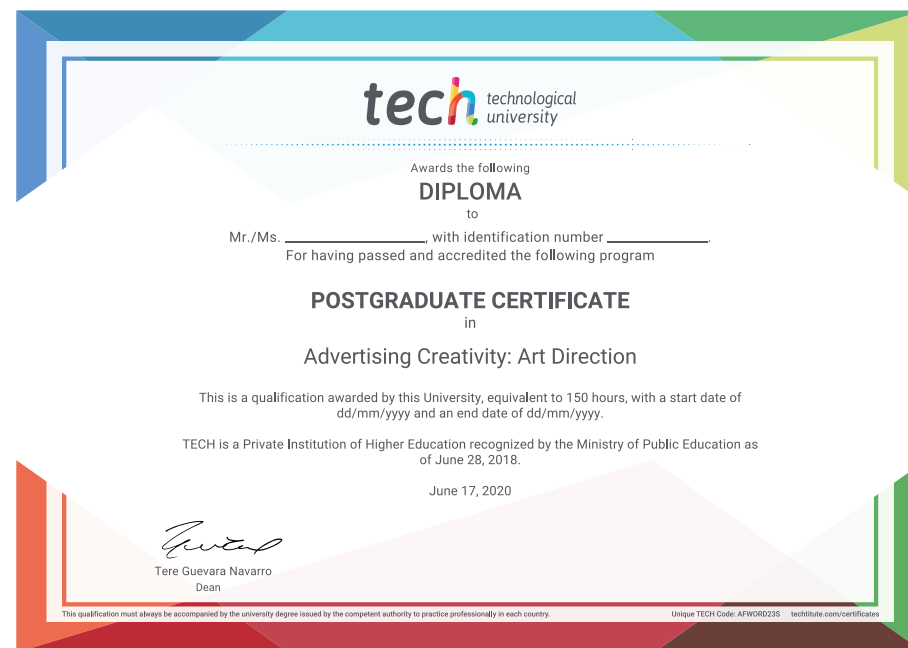 tech technological
university
Awards the following
DIPLOMA
to
Mr./Ms. ____________________, with identification number ______________.
For having passed and accredited the following program
POSTGRADUATE CERTIFICATE
in
Advertising Creativity: Art Direction
This is a qualification awarded by this University, equivalent to 150 hours, with a start date of
dd/mm/yyyy and an end date of dd/mm/yyyy.
TECH is a Private Institution of Higher Education recognized by the Ministry of Public Education as
of June 28, 2018.
June 17, 2020
Tere Guevara Navarro
Dean
This qualification must always be accompanied by the university degree issued by the competent authority to practice professionally in each country. Unique TECH Code: AFWORD23S techtitute.com/certificates